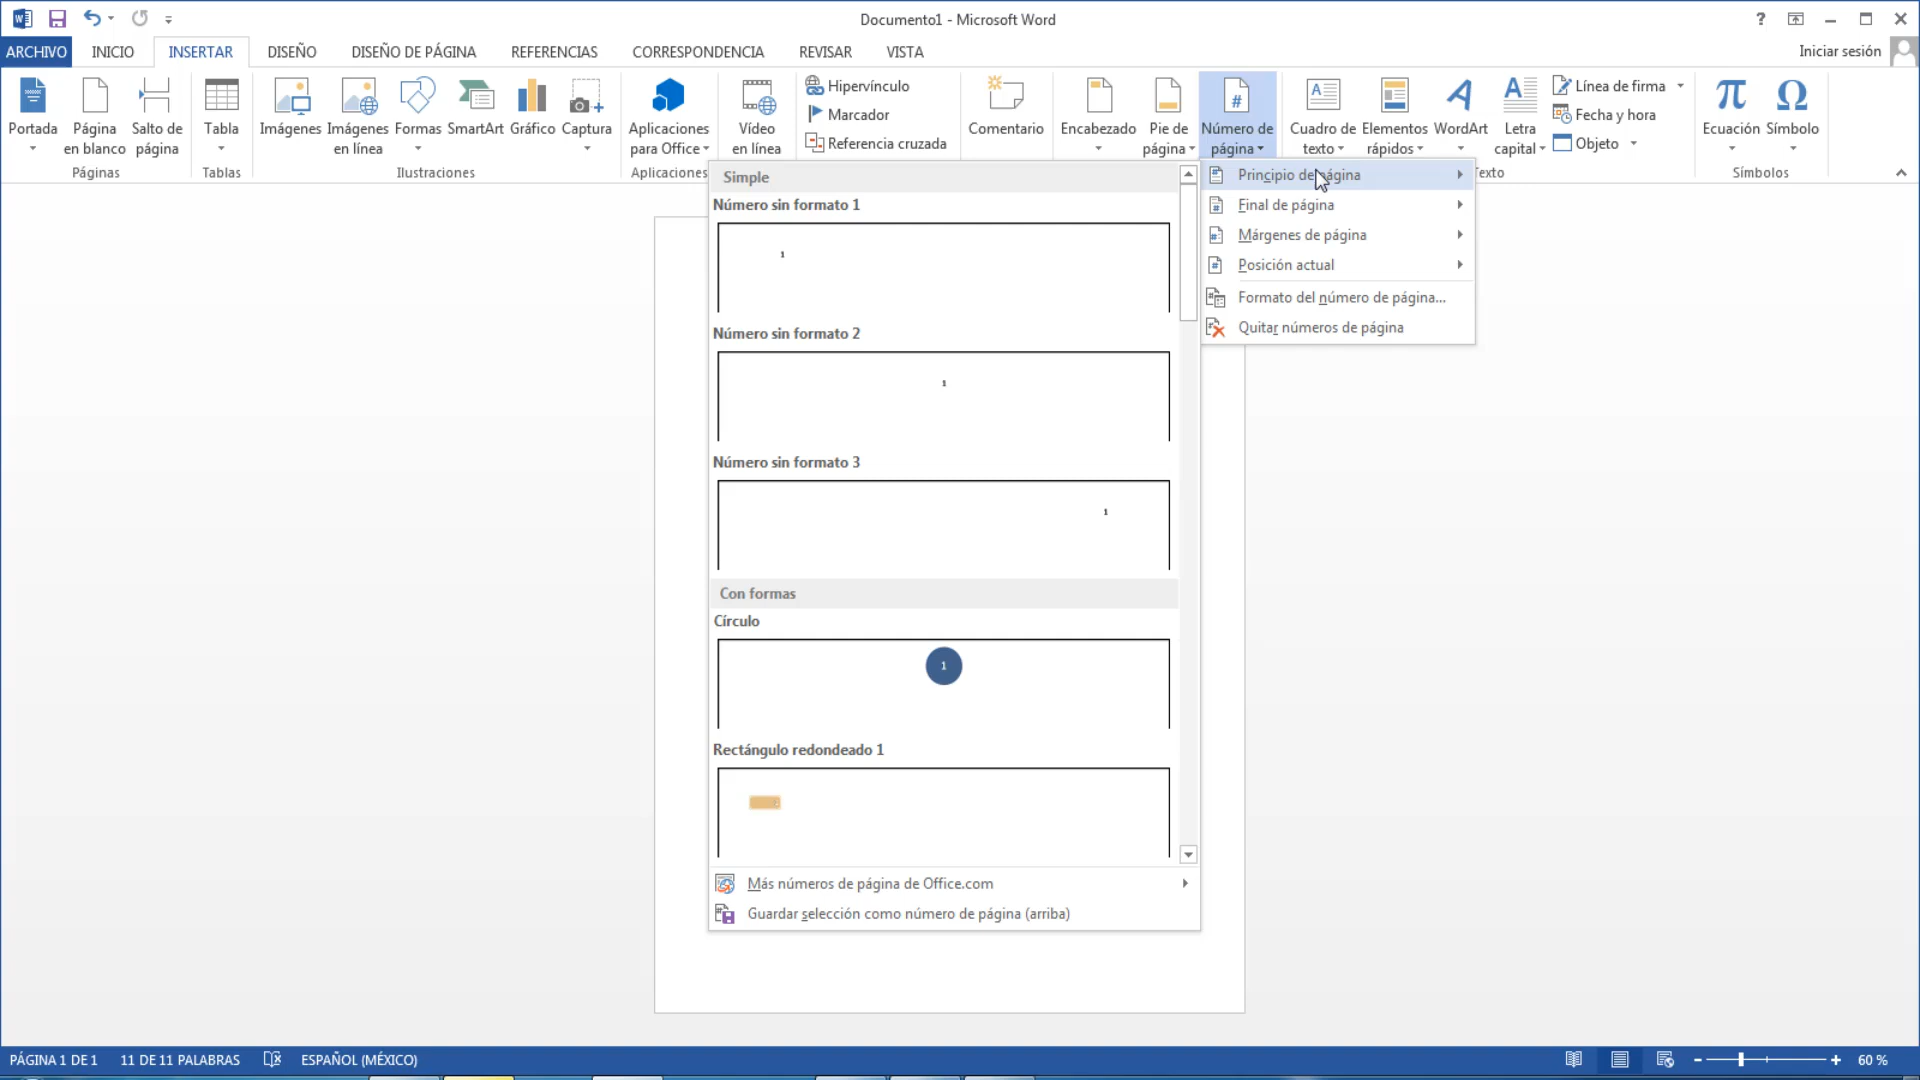 Documento1 - Microsoft Word
?
ARCHIVO INICIO INSERTAR DISEÑO DISEÑO DE PÁGINA REFERENCIAS CORRESPONDENCIA REVISAR VISTA Iniciar sesión
Portada
Página
en blanco
Salto de
página
Páginas
Tabla
Tablas
Imágenes
Imágenes
en línea
Formas
SmartArt
Gráfico
Captura
Ilustraciones
Aplicaciones
para Office
Aplicaciones
Vídeo
en línea
Hipervínculo
Marcador
Referencia cruzada
Comentario
Encabezado
Pie de
página
Número de
página
Cuadro de
texto
Elementos
rápidos
WordArt
Letra
capital
Línea de firma
Fecha y hora
Objeto
Texto
π
Ecuación
Ω
Símbolo
Símbolos
Principio de página
Final de página
Márgenes de página
Posición actual
Formato del número de página...
Quitar números de página
Simple
Número sin formato 1
1
Número sin formato 2
1
Número sin formato 3
1
Con formas
Círculo
1
Rectángulo redondeado 1
Más números de página de Office.com
Guardar selección como número de página (arriba)
PÁGINA 1 DE 1 11 DE 11 PALABRAS ESPAÑOL (MÉXICO) 60 %